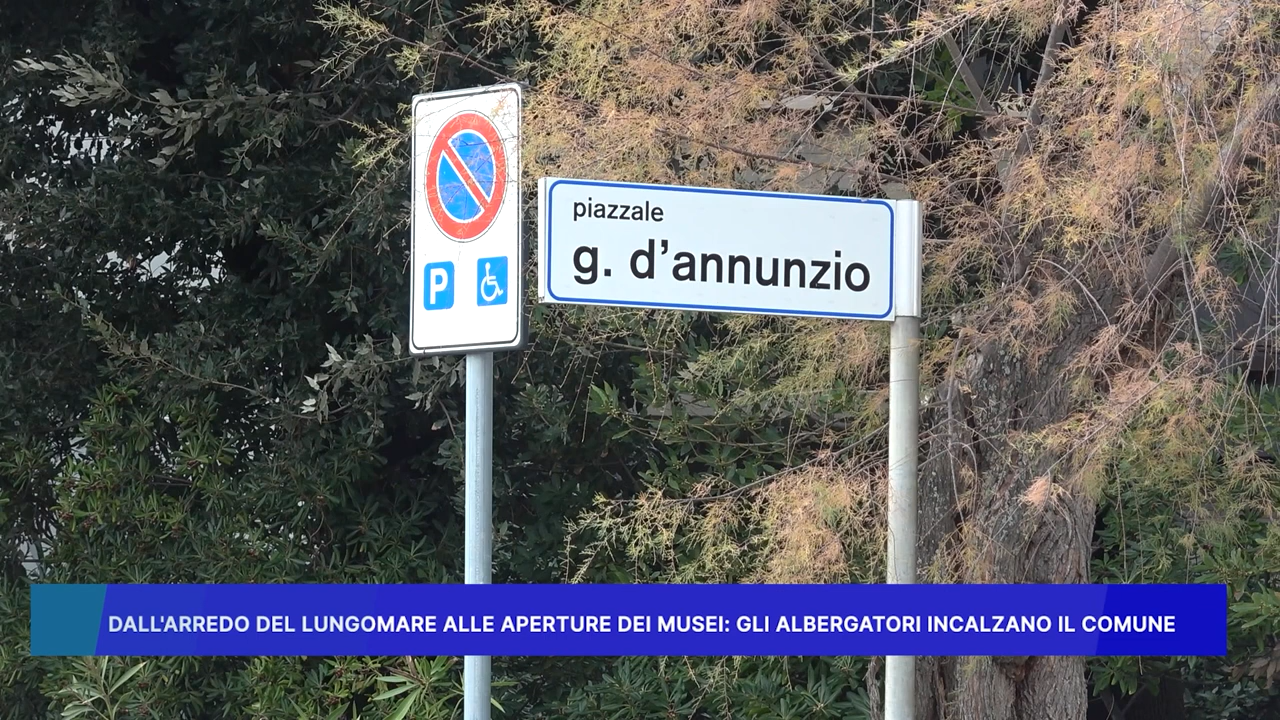 P
piazzale
g. d'annunzio
DALL'ARREDO DEL LUNGOMARE ALLE APERTURE DEI MUSEI: GLI ALBERGATORI INCALZANO IL COMUNE